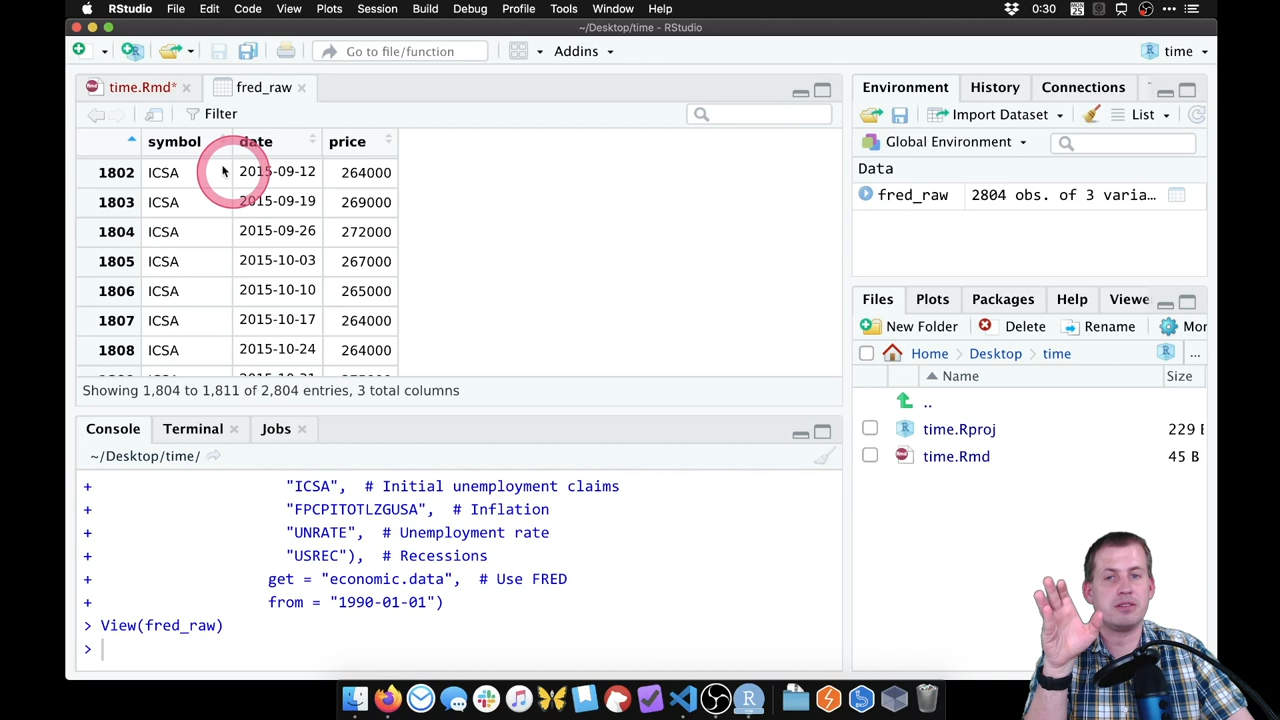 RStudio File Edit Code View Plots Session Build Debug Profile Tools Window Help 0:30 MON 25
~/Desktop/time - RStudio
Go to file/function Addins time
time.Rmd* fred_raw
Filter
symbol date price
1802 ICSA 2015-09-12 264000
1803 ICSA 2015-09-19 269000
1804 ICSA 2015-09-26 272000
1805 ICSA 2015-10-03 267000
1806 ICSA 2015-10-10 265000
1807 ICSA 2015-10-17 264000
1808 ICSA 2015-10-24 264000
Showing 1,804 to 1,811 of 2,804 entries, 3 total columns
Console Terminal Jobs
~/Desktop/time/
+ "ICSA", # Initial unemployment claims
+ "FPCPITOTLZGUSA", # Inflation
+ "UNRATE", # Unemployment rate
+ "USREC"), # Recessions
+ get = "economic.data", # Use FRED
+ from = "1990-01-01")
> View(fred_raw)
>
Environment History Connections
Import Dataset List
Global Environment
Data
fred_raw 2804 obs. of 3 varia…
Files Plots Packages Help Viewe
New Folder Delete Rename Mor
Home Desktop time ...
Name Size
..
time.Rproj 229 B
time.Rmd 45 B